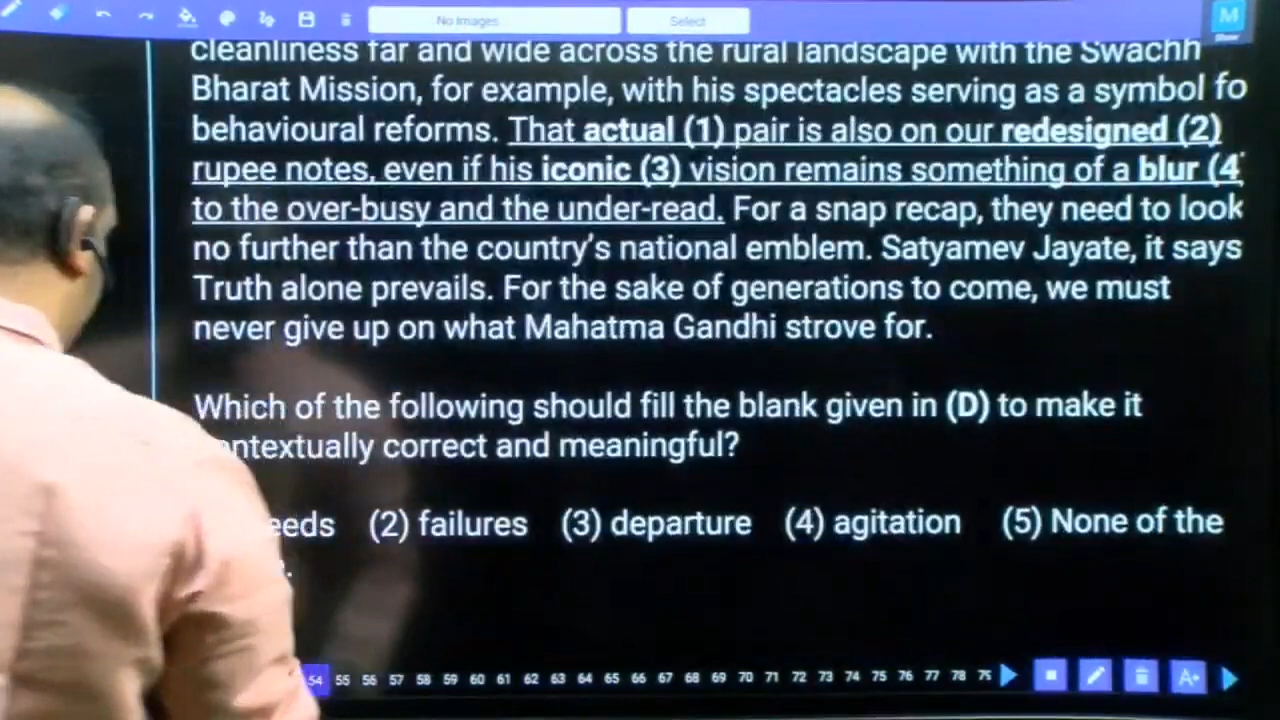 No Images Select M
Show
cleanliness far and wide across the rural landscape with the Swachh
Bharat Mission, for example, with his spectacles serving as a symbol fo
behavioural reforms. That actual (1) pair is also on our redesigned (2)
rupee notes, even if his iconic (3) vision remains something of a blur (4
to the over-busy and the under-read. For a snap recap, they need to look
no further than the country's national emblem. Satyamev Jayate, it says
Truth alone prevails. For the sake of generations to come, we must
never give up on what Mahatma Gandhi strove for.
Which of the following should fill the blank given in (D) to make it
ntextually correct and meaningful?
eeds (2) failures (3) departure (4) agitation (5) None of the
54 55 56 57 58 59 60 61 62 63 64 65 66 67 68 69 70 71 72 73 74 75 76 77 78 A+